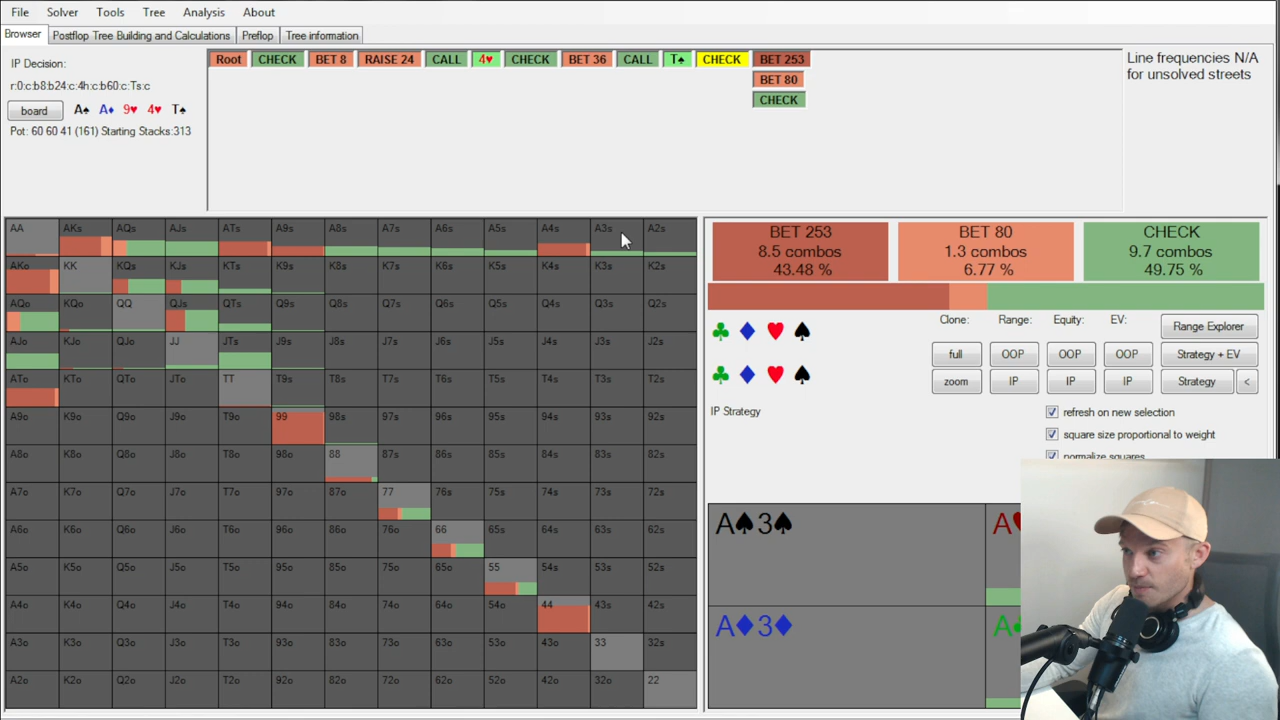 File Solver Tools Tree Analysis About
Browser Postflop Tree Building and Calculations Preflop Tree information
IP Decision:
r:0:c:b8:b24:c:4h:c:b60:c:Ts:c
board A♠ A♦ 9♥ 4♥ T♠
Pot: 60 60 41 (161) Starting Stacks:313
Root CHECK BET 8 RAISE 24 CALL 4♥ CHECK BET 36 CALL T♠ CHECK BET 253
BET 80
CHECK
Line frequencies N/A
for unsolved streets
AA AKs AQs AJs ATs A9s A8s A7s A6s A5s A4s A3s A2s
AKo KK KQs KJs KTs K9s K8s K7s K6s K5s K4s K3s K2s
AQo KQo QQ QJs QTs Q9s Q8s Q7s Q6s Q5s Q4s Q3s Q2s
AJo KJo QJo JJ JTs J9s J8s J7s J6s J5s J4s J3s J2s
ATo KTo QTo JTo TT T9s T8s T7s T6s T5s T4s T3s T2s
A9o K9o Q9o J9o T9o 99 98s 97s 96s 95s 94s 93s 92s
A8o K8o Q8o J8o T8o 98o 88 87s 86s 85s 84s 83s 82s
A7o K7o Q7o J7o T7o 97o 87o 77 76s 75s 74s 73s 72s
A6o K6o Q6o J6o T6o 96o 86o 76o 66 65s 64s 63s 62s
A5o K5o Q5o J5o T5o 95o 85o 75o 65o 55 54s 53s 52s
A4o K4o Q4o J4o T4o 94o 84o 74o 64o 54o 44 43s 42s
A3o K3o Q3o J3o T3o 93o 83o 73o 63o 53o 43o 33 32s
A2o K2o Q2o J2o T2o 92o 82o 72o 62o 52o 42o 32o 22
BET 253
8.5 combos
43.48 %
BET 80
1.3 combos
6.77 %
CHECK
9.7 combos
49.75 %
♣ ♦ ♥ ♠
♣ ♦ ♥ ♠
Clone: Range: Equity: EV:
full OOP OOP OOP
zoom IP IP IP
Range Explorer
Strategy + EV
Strategy <
IP Strategy
refresh on new selection
square size proportional to weight
normalize squares
A♠3♠ A♥
A♦3♦ A♣